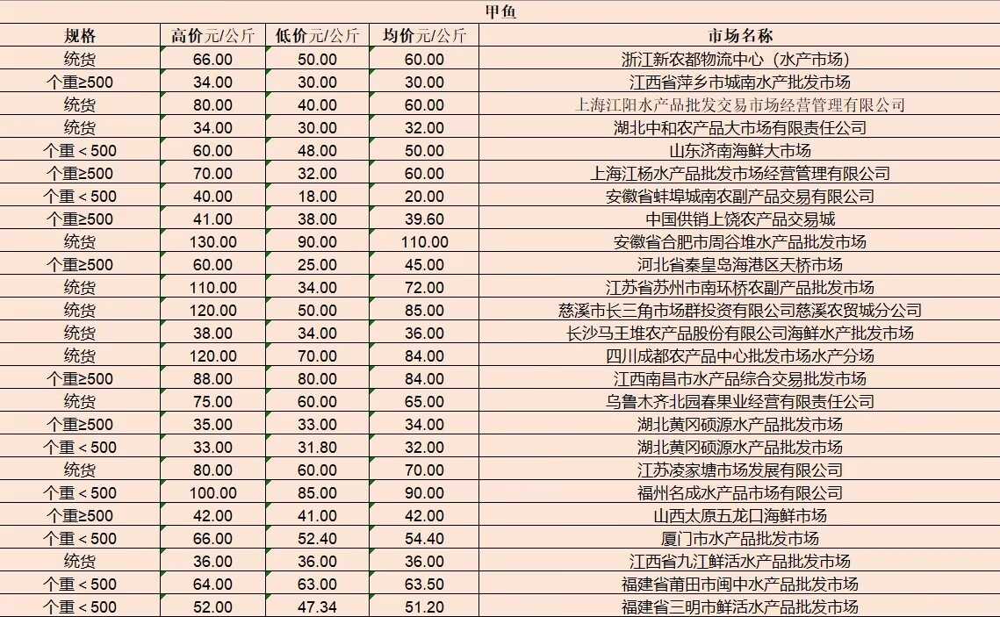 甲鱼
规格 高价元/公斤 低价元/公斤 均价元/公斤 市场名称
统货 66.00 50.00 60.00 浙江新农都物流中心（水产市场）
个重≥500 34.00 30.00 30.00 江西省萍乡市城南水产批发市场
统货 80.00 40.00 60.00 上海江阳水产品批发交易市场经营管理有限公司
统货 34.00 30.00 32.00 湖北中和农产品大市场有限责任公司
个重＜500 60.00 48.00 50.00 山东济南海鲜大市场
个重≥500 70.00 32.00 60.00 上海江杨水产品批发市场经营管理有限公司
个重＜500 40.00 18.00 20.00 安徽省蚌埠城南农副产品交易有限公司
个重≥500 41.00 38.00 39.60 中国供销上饶农产品交易城
统货 130.00 90.00 110.00 安徽省合肥市周谷堆水产品批发市场
个重≥500 60.00 25.00 45.00 河北省秦皇岛海港区天桥市场
统货 110.00 34.00 72.00 江苏省苏州市南环桥农副产品批发市场
统货 120.00 50.00 85.00 慈溪市长三角市场群投资有限公司慈溪农贸城分公司
统货 38.00 34.00 36.00 长沙马王堆农产品股份有限公司海鲜水产批发市场
统货 120.00 70.00 84.00 四川成都农产品中心批发市场水产分场
个重≥500 88.00 80.00 84.00 江西南昌市水产品综合交易批发市场
统货 75.00 60.00 65.00 乌鲁木齐北园春果业经营有限责任公司
个重≥500 35.00 33.00 34.00 湖北黄冈硕源水产品批发市场
个重＜500 33.00 31.80 32.00 湖北黄冈硕源水产品批发市场
统货 80.00 60.00 70.00 江苏凌家塘市场发展有限公司
个重＜500 100.00 85.00 90.00 福州名成水产品市场有限公司
个重≥500 42.00 41.00 42.00 山西太原五龙口海鲜市场
个重＜500 66.00 52.40 54.40 厦门市水产品批发市场
统货 36.00 36.00 36.00 江西省九江鲜活水产品批发市场
个重＜500 64.00 63.00 63.50 福建省莆田市闽中水产品批发市场
个重＜500 52.00 47.34 51.20 福建省三明市鲜活水产品批发市场